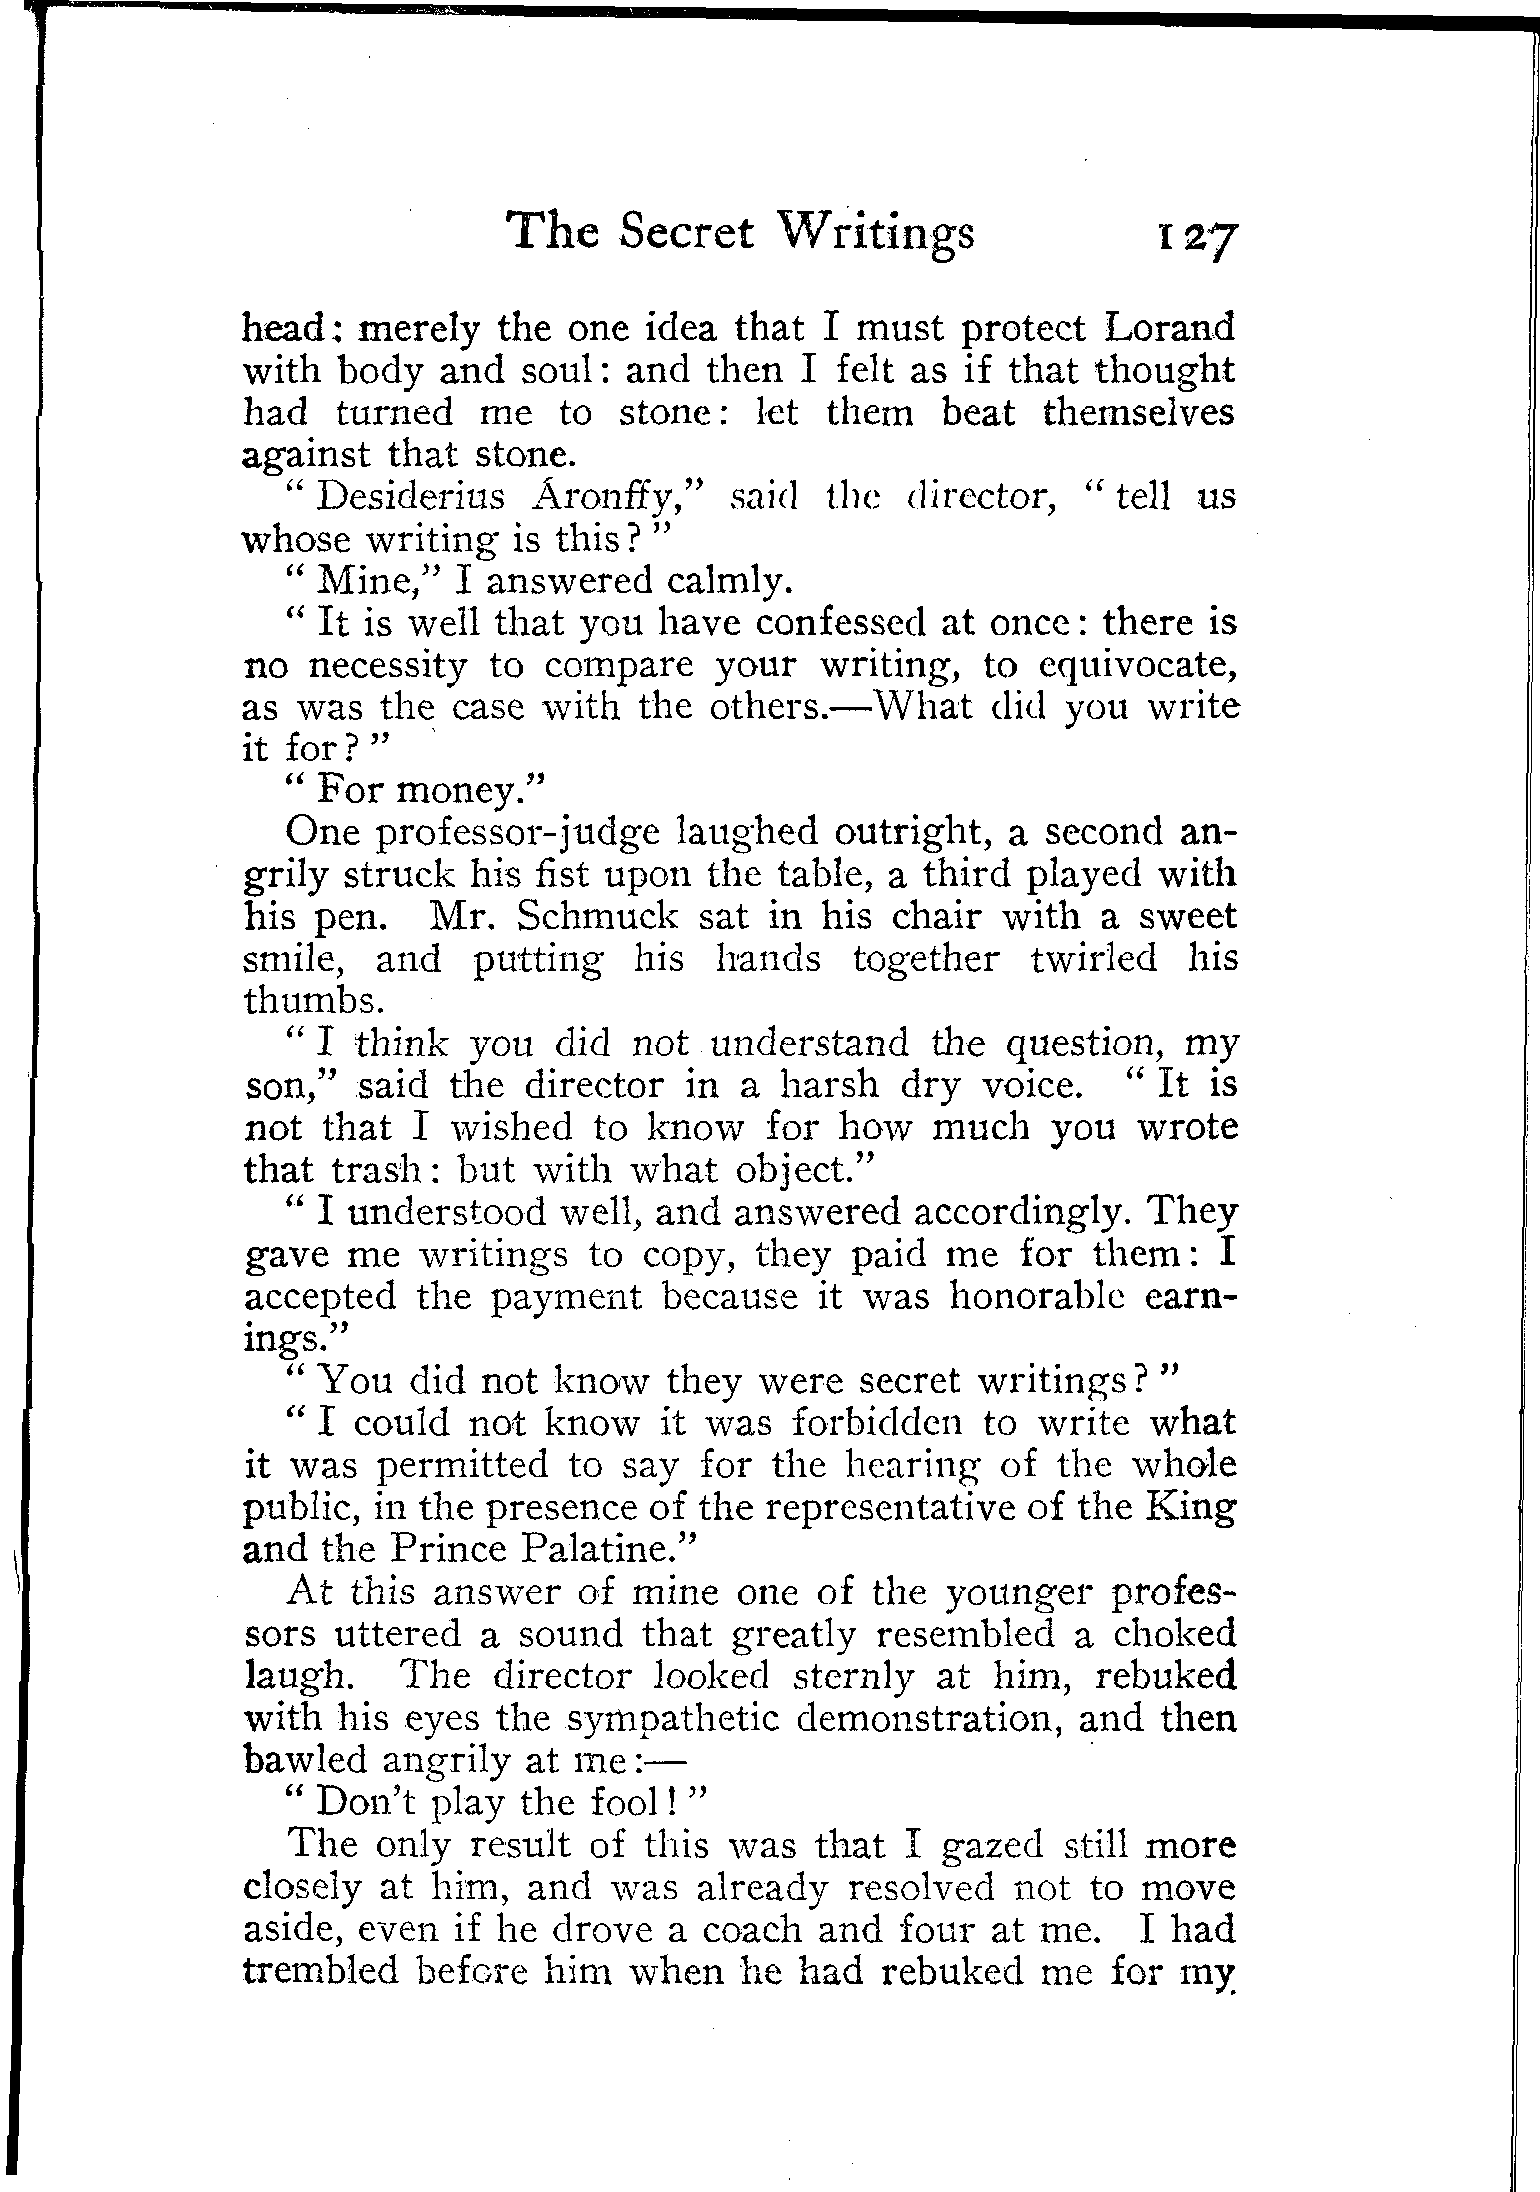 The Secret Writings 127
head: merely the one idea that I must protect Lorand
with body and soul: and then I felt as if that thought
had turned me to stone: let them beat themselves
against that stone.
" Desiderius Áronffy," said the director, " tell us
whose writing is this? "
" Mine," I answered calmly.
" It is well that you have confessed at once: there is
no necessity to compare your writing, to equivocate,
as was the case with the others.—What did you write
it for? "
" For money."
One professor-judge laughed outright, a second an-
grily struck his fist upon the table, a third played with
his pen. Mr. Schmuck sat in his chair with a sweet
smile, and putting his hands together twirled his
thumbs.
" I think you did not understand the question, my
son," said the director in a harsh dry voice. " It is
not that I wished to know for how much you wrote
that trash: but with what object."
" I understood well, and answered accordingly. They
gave me writings to copy, they paid me for them: I
accepted the payment because it was honorable earn-
ings."
" You did not know they were secret writings? "
" I could not know it was forbidden to write what
it was permitted to say for the hearing of the whole
public, in the presence of the representative of the King
and the Prince Palatine."
At this answer of mine one of the younger profes-
sors uttered a sound that greatly resembled a choked
laugh. The director looked sternly at him, rebuked
with his eyes the sympathetic demonstration, and then
bawled angrily at me:—
" Don't play the fool! "
The only result of this was that I gazed still more
closely at him, and was already resolved not to move
aside, even if he drove a coach and four at me. I had
trembled before him when he had rebuked me for my